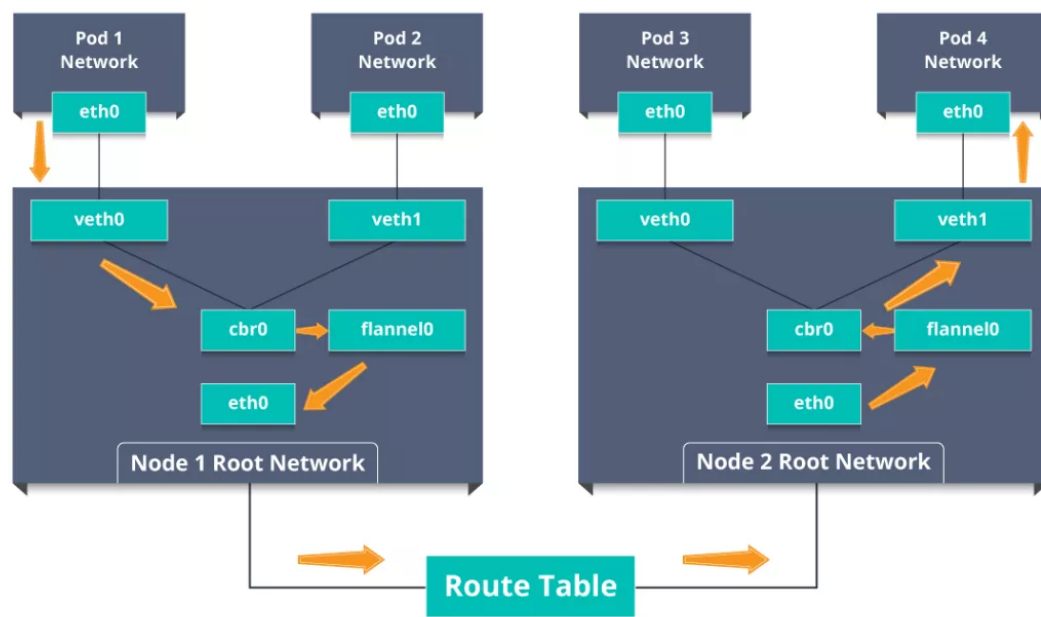 Pod 1
Network
eth0
Pod 2
Network
eth0
Pod 3
Network
eth0
Pod 4
Network
eth0
veth0
veth1
cbr0
flannel0
eth0
Node 1 Root Network
veth0
veth1
cbr0
flannel0
eth0
Node 2 Root Network
Route Table